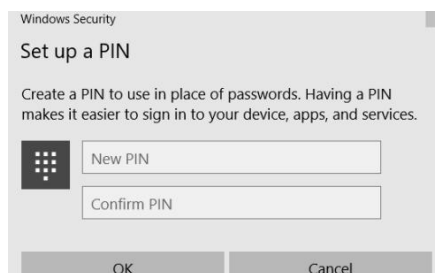 Windows Security
Set up a PIN
Create a PIN to use in place of passwords. Having a PIN
makes it easier to sign in to your device, apps, and services.
New PIN
Confirm PIN
OK
Cancel